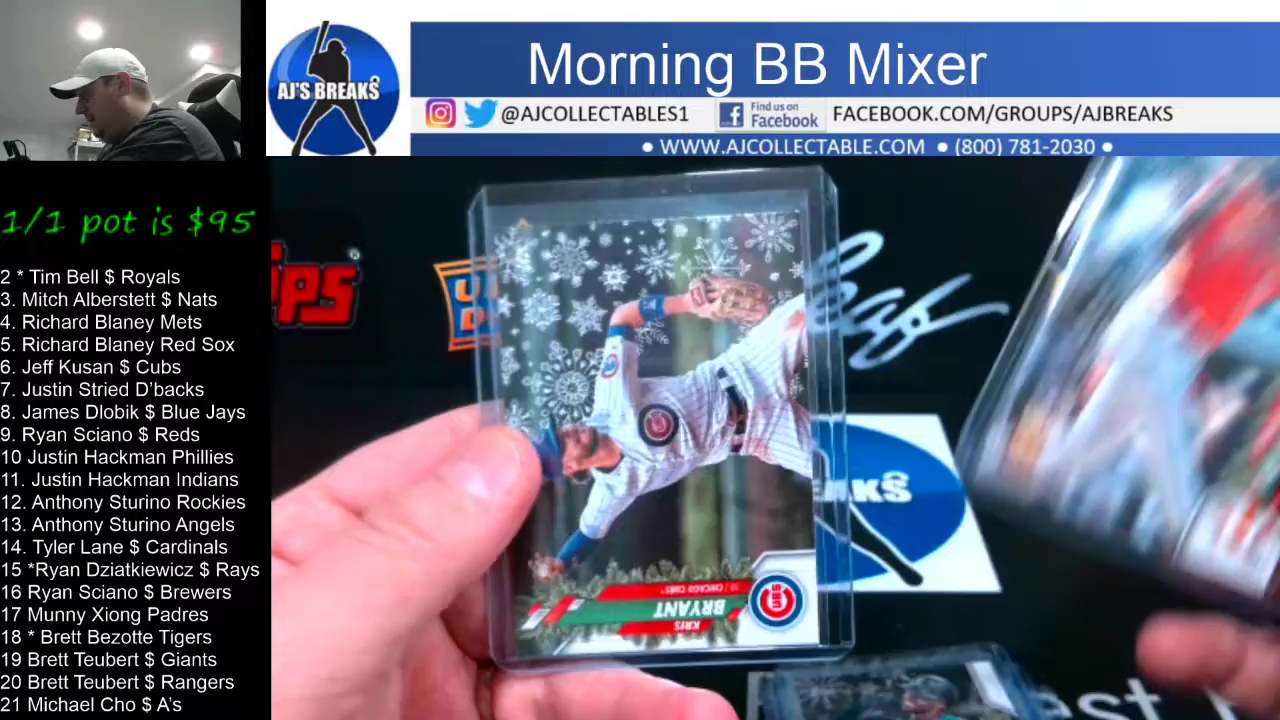 AJ'S BREAKS
Morning BB Mixer
@AJCOLLECTABLES1
Find us on
Facebook
FACEBOOK.COM/GROUPS/AJBREAKS
• WWW.AJCOLLECTABLE.COM • (800) 781-2030 •
1/1 pot is $95
2 * Tim Bell $ Royals
3. Mitch Alberstett $ Nats
4. Richard Blaney Mets
5. Richard Blaney Red Sox
6. Jeff Kusan $ Cubs
7. Justin Stried D'backs
8. James Dlobik $ Blue Jays
9. Ryan Sciano $ Reds
10 Justin Hackman Phillies
11. Justin Hackman Indians
12. Anthony Sturino Rockies
13. Anthony Sturino Angels
14. Tyler Lane $ Cardinals
15 *Ryan Dziatkiewicz $ Rays
16 Ryan Sciano $ Brewers
17 Munny Xiong Padres
18 * Brett Bezotte Tigers
19 Brett Teubert $ Giants
20 Brett Teubert $ Rangers
21 Michael Cho $ A's
PPS
KRIS
BRYANT
CHICAGO CUBS
CUBS
EAKS